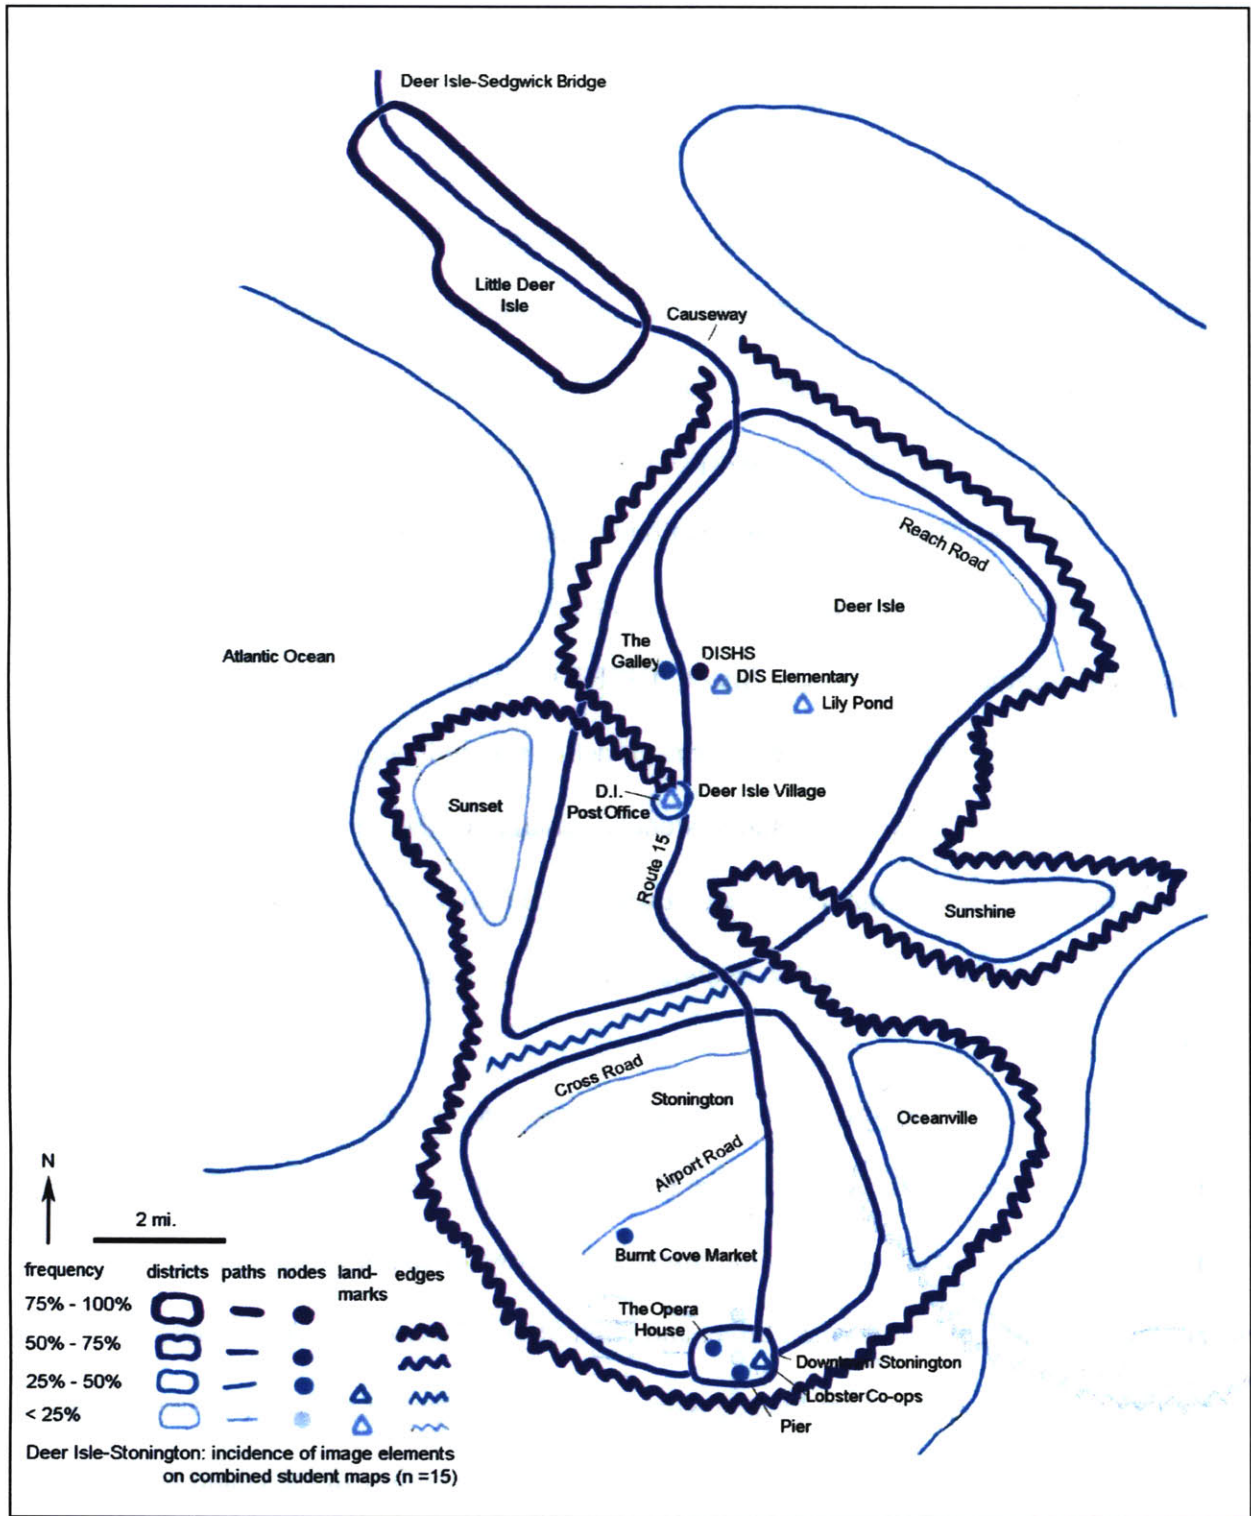 Deer Isle-Sedgwick Bridge
Little Deer
Isle
Causeway
Reach Road
Deer Isle
Atlantic Ocean
The
Galley
DISHS
DIS Elementary
Lily Pond
Sunset
D.I.
Post Office
Deer Isle Village
Route 15
Sunshine
Cross Road
Stonington
Oceanville
Airport Road
Burnt Cove Market
The Opera
House
Downtown Stonington
Lobster Co-ops
Pier
N
2 mi.
frequency
districts
paths
nodes
land-
marks
edges
75% - 100%
50% - 75%
25% - 50%
< 25%
Deer Isle-Stonington: incidence of image elements
on combined student maps (n =15)